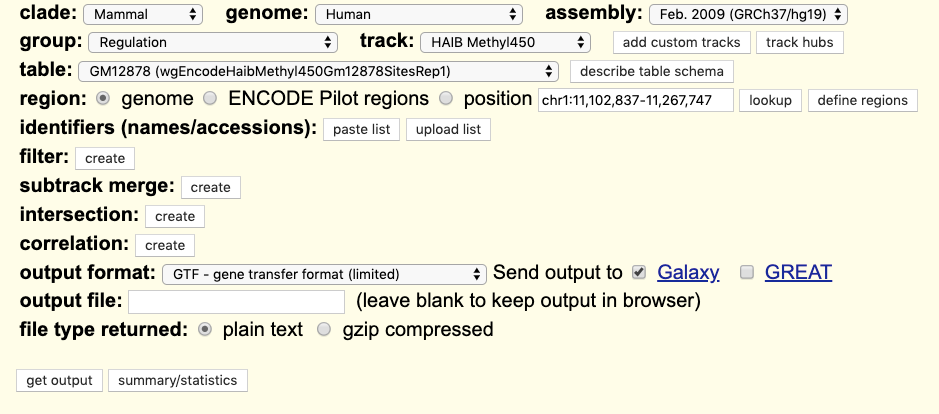 clade: Mammal genome: Human assembly: Feb. 2009 (GRCh37/hg19)
group: Regulation track: HAIB Methyl450 add custom tracks track hubs
table: GM12878 (wgEncodeHaibMethyl450Gm12878SitesRep1) describe table schema
region: genome ENCODE Pilot regions position chr1:11,102,837-11,267,747 lookup define regions
identifiers (names/accessions): paste list upload list
filter: create
subtrack merge: create
intersection: create
correlation: create
output format: GTF - gene transfer format (limited) Send output to Galaxy GREAT
output file: (leave blank to keep output in browser)
file type returned: plain text gzip compressed
get output summary/statistics